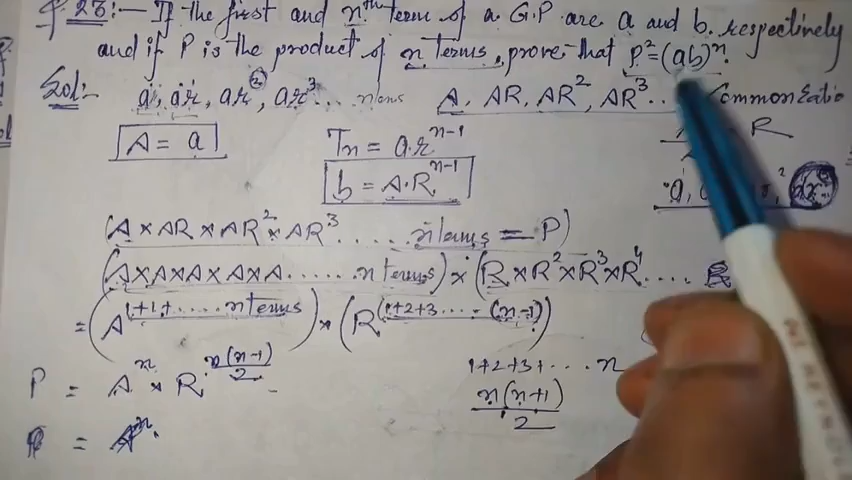 23:- If the first and nth term of a G.P are a and b. respectively
and if P is the product of n terms, prove that P²=(ab)ⁿ.
Sol:- a, ar, ar², ar³... n terms A, AR, AR², AR³.. Common Ratio
A = a Tn = a.rⁿ⁻¹ R
b = A.Rⁿ⁻¹
(A×AR×AR²×AR³..... n terms = P)
(A×A×A×A×A...... n terms) × (R×R²×R³×R⁴....
=(A^(1+1+.... n terms)) × (R^(1+2+3....(n-1)))
P = Aⁿ × R^(n(n-1)/2)
1+2+3+...n
n(n+1)/2
=